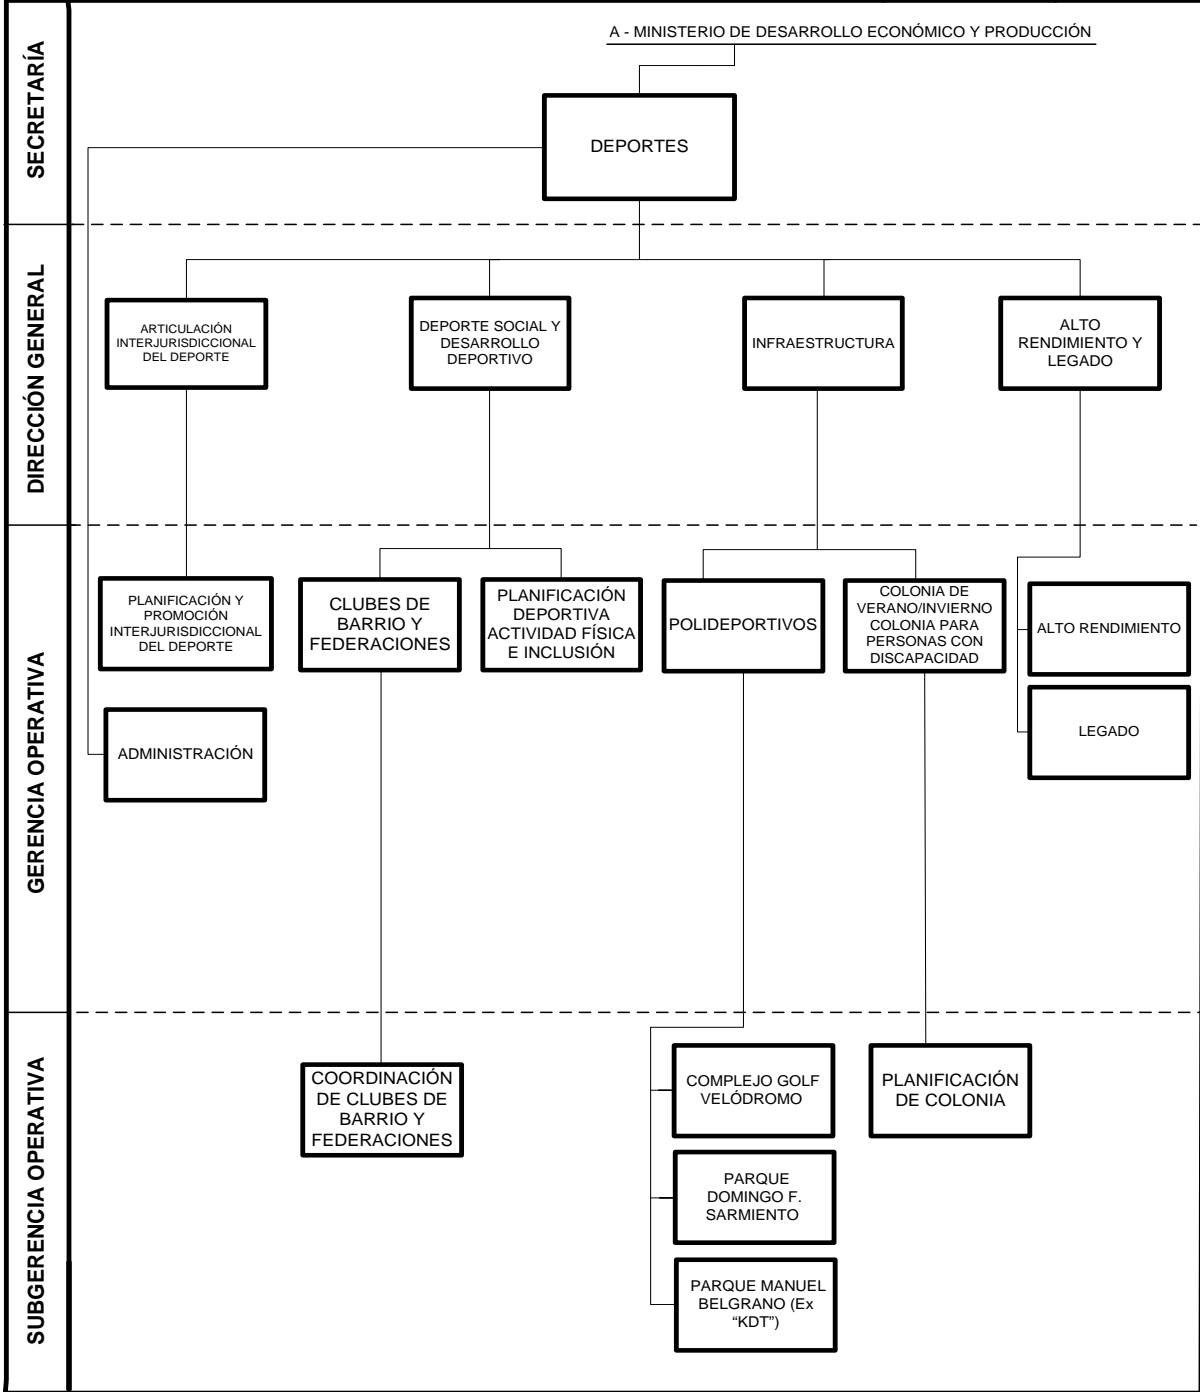 A - MINISTERIO DE DESARROLLO ECONÓMICO Y PRODUCCIÓN
SECRETARÍA
DEPORTES
DIRECCIÓN GENERAL
ARTICULACIÓN
INTERJURISDICCIONAL
DEL DEPORTE
DEPORTE SOCIAL Y
DESARROLLO
DEPORTIVO
INFRAESTRUCTURA
ALTO
RENDIMIENTO Y
LEGADO
GERENCIA OPERATIVA
PLANIFICACIÓN Y
PROMOCIÓN
INTERJURISDICCIONAL
DEL DEPORTE
CLUBES DE
BARRIO Y
FEDERACIONES
PLANIFICACIÓN
DEPORTIVA
ACTIVIDAD FÍSICA
E INCLUSIÓN
POLIDEPORTIVOS
COLONIA DE
VERANO/INVIERNO
COLONIA PARA
PERSONAS CON
DISCAPACIDAD
ALTO RENDIMIENTO
ADMINISTRACIÓN
LEGADO
SUBGERENCIA OPERATIVA
COORDINACIÓN
DE CLUBES DE
BARRIO Y
FEDERACIONES
COMPLEJO GOLF
VELÓDROMO
PLANIFICACIÓN
DE COLONIA
PARQUE
DOMINGO F.
SARMIENTO
PARQUE MANUEL
BELGRANO (Ex
“KDT”)